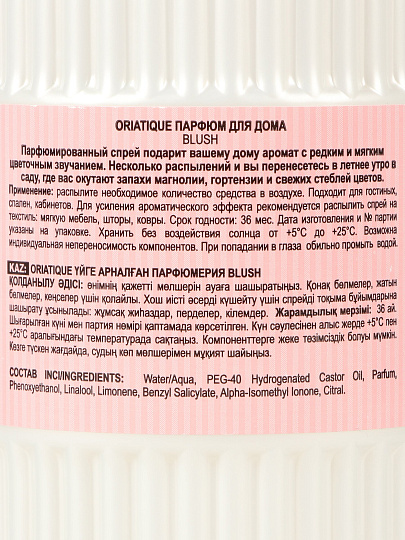 ORIATIQUE ПАРФЮМ ДЛЯ ДОМА
BLUSH
Парфюмированный спрей подарит вашему дому аромат с редким и мягким
цветочным звучанием. Несколько распылений и вы перенесетесь в летнее утро в
саду, где вас окутают запахи магнолии, гортензии и свежих стеблей цветов.
Применение: распылите необходимое количество средства в воздухе. Подходит для гостиных,
спален, кабинетов. Для усиления ароматического эффекта рекомендуется распылить спрей на
текстиль: мягкую мебель, шторы, ковры. Срок годности: 36 мес. Дата изготовления и № партии
указаны на упаковке. Хранить без воздействия солнца от +5°C до +25°C. Возможна
индивидуальная непереносимость компонентов. При попадании в глаза обильно промыть водой.
KAZ: ORIATIQUE ҮЙГЕ АРНАЛҒАН ПАРФЮМЕРИЯ BLUSH
ҚОЛДАНЫЛУ ӘДІСІ: өнімнің қажетті мөлшерін ауаға шашыратыңыз. Қонақ бөлмелер, жатын
бөлмелер, кеңселер үшін қолайлы. Хош иісті әсерді күшейту үшін спрейді тоқыма бұйымдарына
шашырату ұсынылады: жұмсақ жиһаздар, перделер, кілемдер. Жарамдылық мерзімі: 36 ай.
Шығарылған күні мен партия нөмірі қаптамада көрсетілген. Күн сәулесінен алыс жерде +5°C пен
+25°C аралығындағы температурада сақтаңыз. Компоненттерге жеке төзімсіздік болуы мүмкін.
Көзге түскен жағдайда, судың көп мөлшерімен мұқият шайыңыз.
СОСТАВ INCI/INGREDIENTS: Water/Aqua, PEG-40 Hydrogenated Castor Oil, Parfum,
Phenoxyethanol, Linalool, Limonene, Benzyl Salicylate, Alpha-Isomethyl Ionone, Citral.